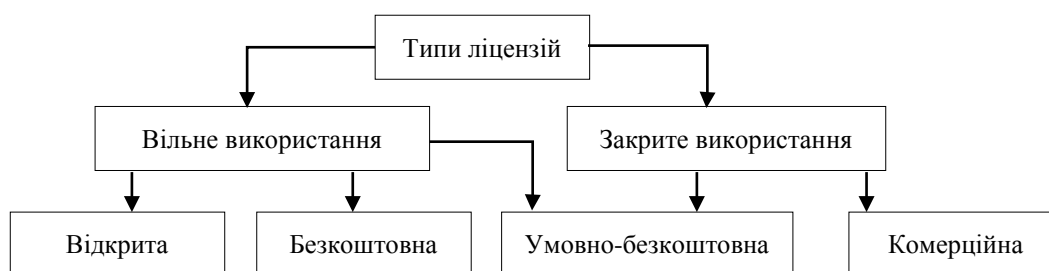 Типи ліцензій
Вільне використання
Закрите використання
Відкрита
Безкоштовна
Умовно-безкоштовна
Комерційна